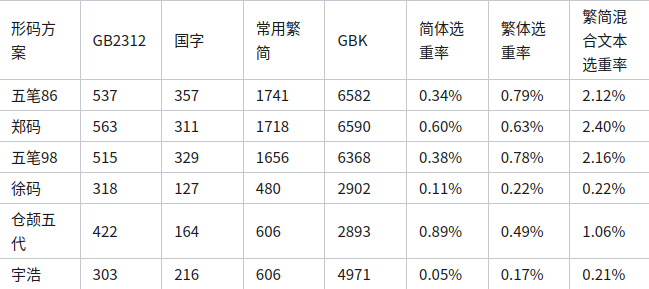 形码方案 GB2312 国字 常用繁简 GBK 简体选重率 繁体选重率 繁简混合文本选重率
五笔86 537 357 1741 6582 0.34% 0.79% 2.12%
郑码 563 311 1718 6590 0.60% 0.63% 2.40%
五笔98 515 329 1656 6368 0.38% 0.78% 2.16%
徐码 318 127 480 2902 0.11% 0.22% 0.22%
仓颉五代 422 164 606 2893 0.89% 0.49% 1.06%
宇浩 303 216 606 4971 0.05% 0.17% 0.21%